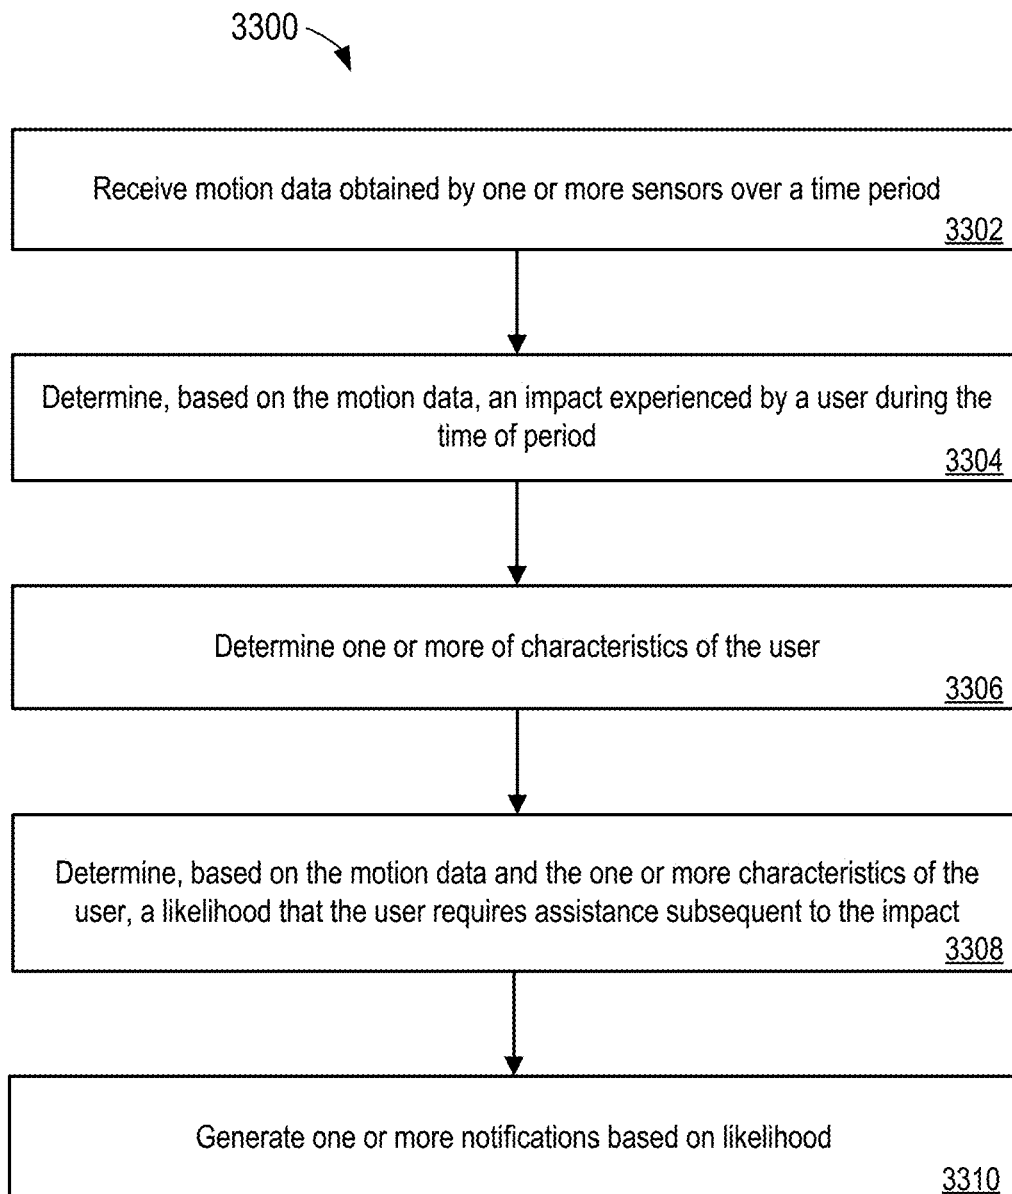 3300
Receive motion data obtained by one or more sensors over a time period
3302
Determine, based on the motion data, an impact experienced by a user during the
time of period
3304
Determine one or more of characteristics of the user
3306
Determine, based on the motion data and the one or more characteristics of the
user, a likelihood that the user requires assistance subsequent to the impact
3308
Generate one or more notifications based on likelihood
3310